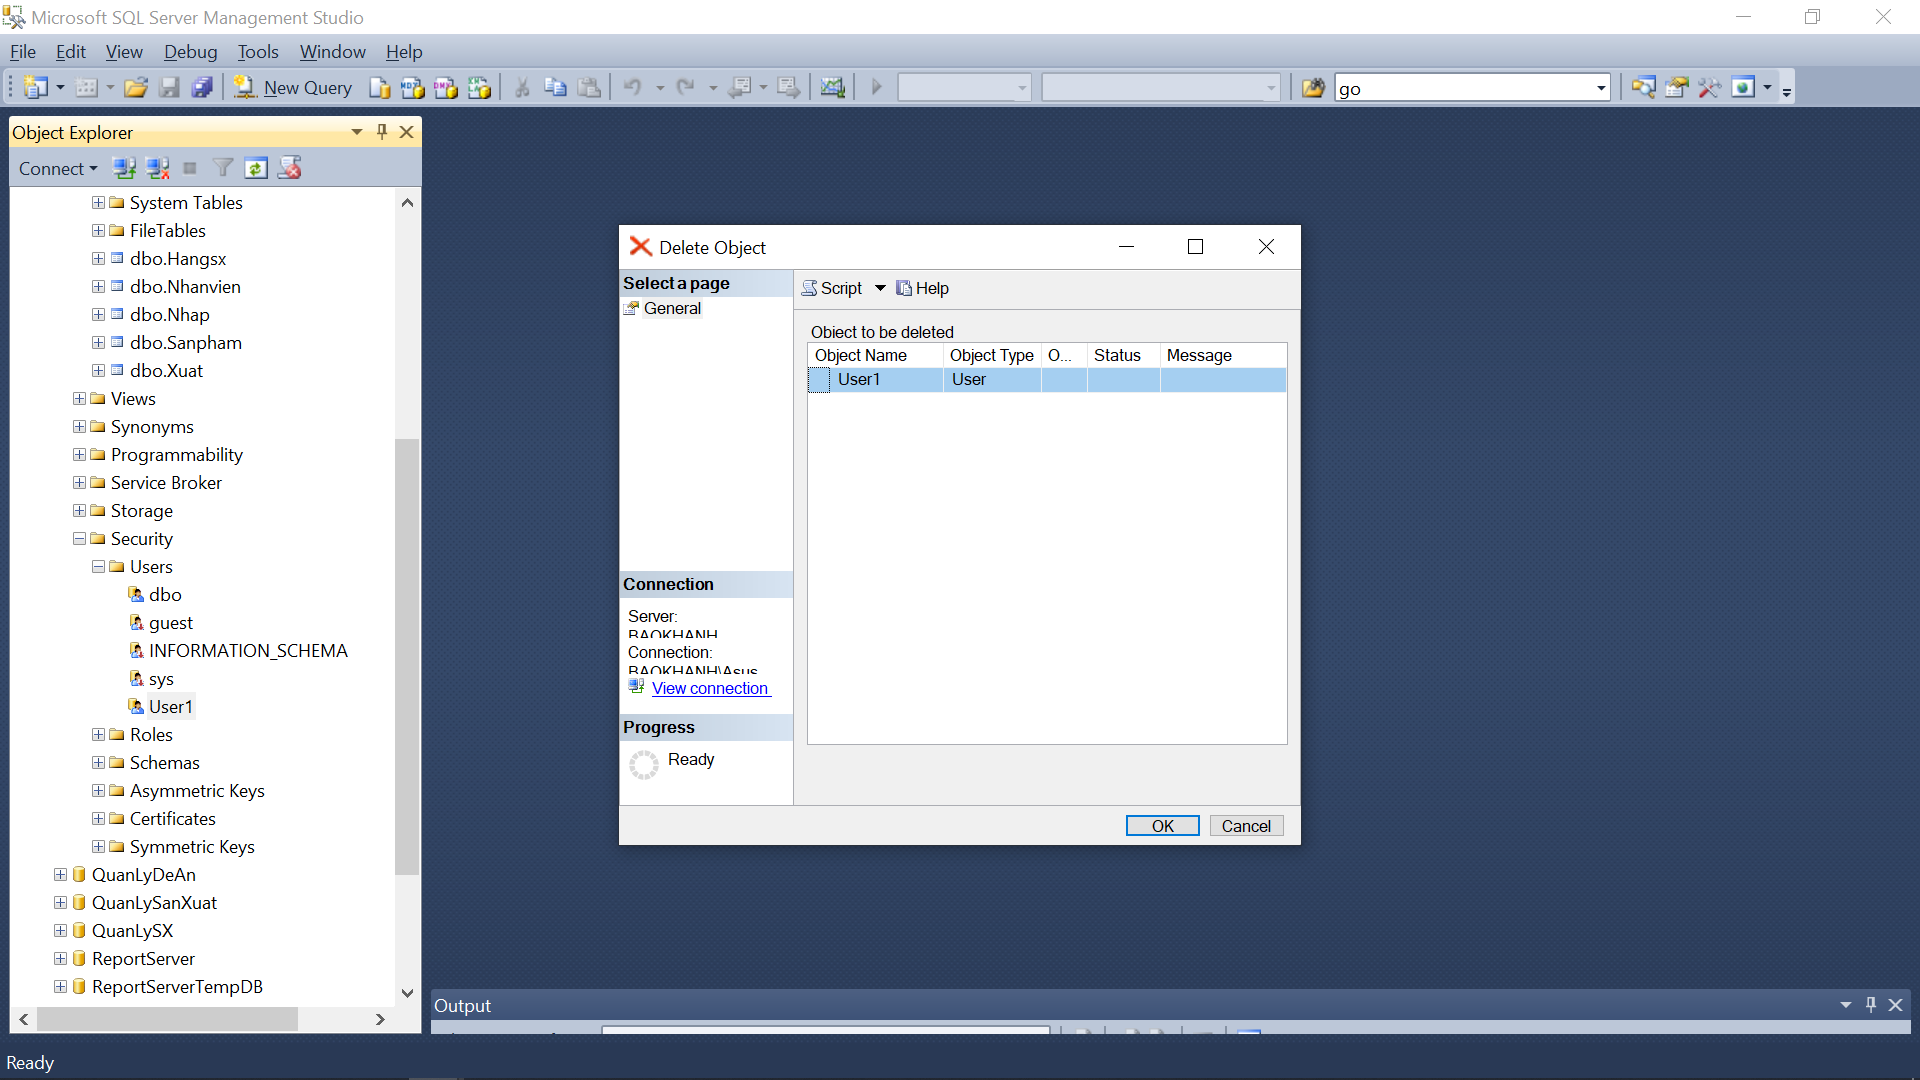 Microsoft SQL Server Management Studio
File Edit View Debug Tools Window Help
New Query
go
Object Explorer
Connect
System Tables
FileTables
dbo.Hangsx
dbo.Nhanvien
dbo.Nhap
dbo.Sanpham
dbo.Xuat
Views
Synonyms
Programmability
Service Broker
Storage
Security
Users
dbo
guest
INFORMATION_SCHEMA
sys
User1
Roles
Schemas
Asymmetric Keys
Certificates
Symmetric Keys
QuanLyDeAn
QuanLySanXuat
QuanLySX
ReportServer
ReportServerTempDB
Delete Object
Select a page
General
Script Help
Object to be deleted
Object Name Object Type O... Status Message
User1 User
Connection
Server:
BAOKHANH
Connection:
BAOKHANH\Asus
View connection
Progress
Ready
OK Cancel
Output
Ready